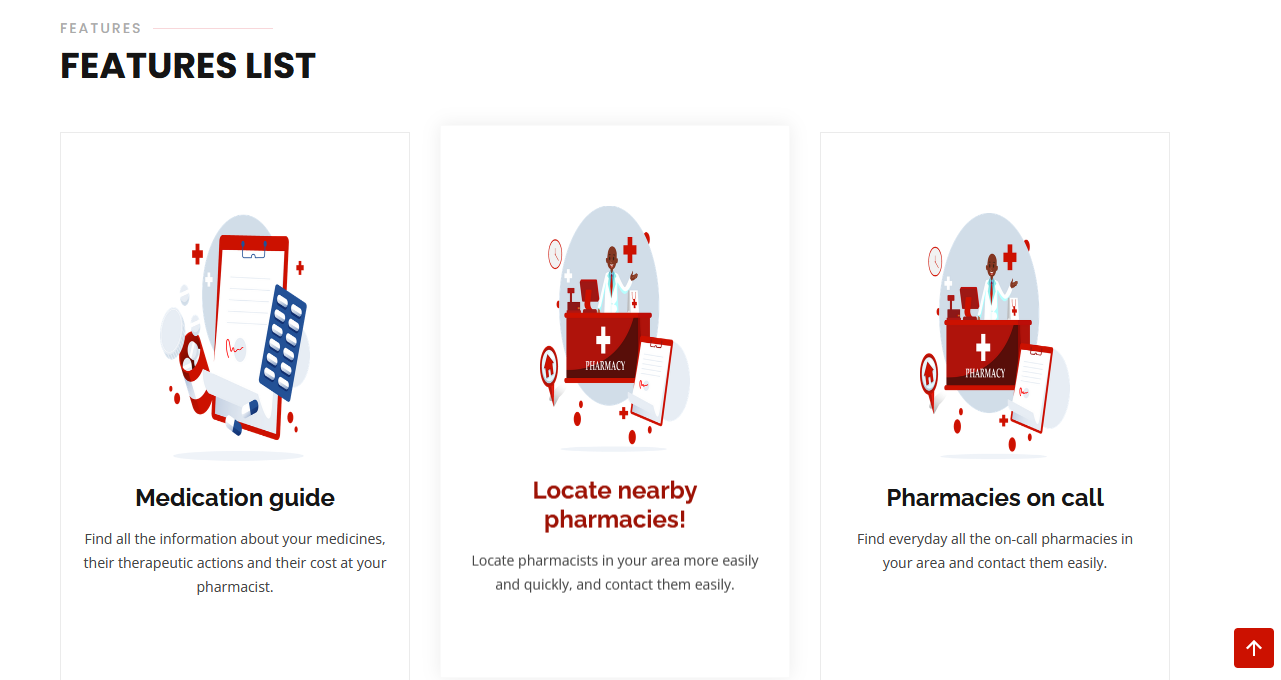 FEATURES
FEATURES LIST
PHARMACY
Medication guide
Find all the information about your medicines,
their therapeutic actions and their cost at your
pharmacist.
PHARMACY
Locate nearby
pharmacies!
Locate pharmacists in your area more easily
and quickly, and contact them easily.
PHARMACY
Pharmacies on call
Find everyday all the on-call pharmacies in
your area and contact them easily.